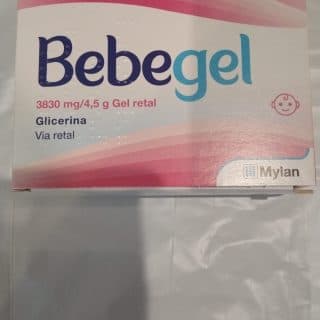 Bebegel
3830 mg/4,5 g Gel retal
Glicerina
Via retal
Mylan